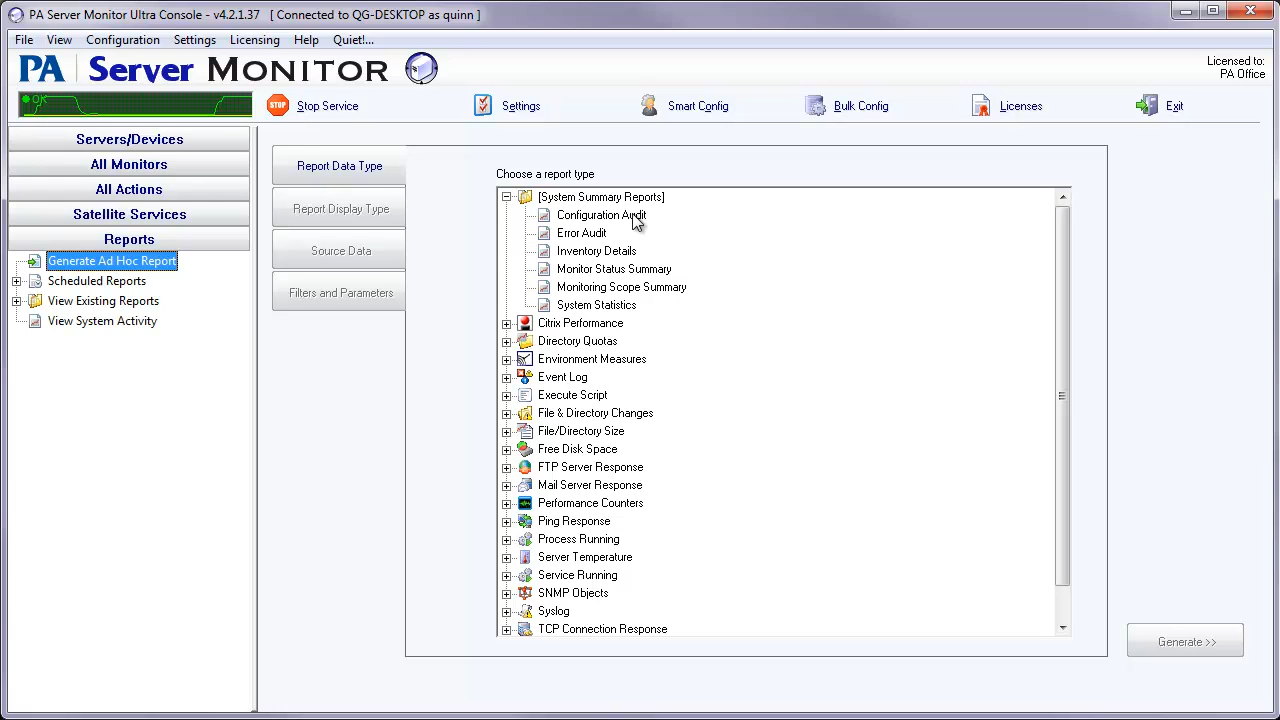 PA Server Monitor Ultra Console - v4.2.1.37 [ Connected to QG-DESKTOP as quinn ]
File View Configuration Settings Licensing Help Quiet!...
PA Server MONITOR
Licensed to:
PA Office
OK
Stop Service Settings Smart Config Bulk Config Licenses Exit
STOP
Servers/Devices
All Monitors
All Actions
Satellite Services
Reports
Generate Ad Hoc Report
Scheduled Reports
View Existing Reports
View System Activity
Report Data Type
Report Display Type
Source Data
Filters and Parameters
Choose a report type
[System Summary Reports]
Configuration Audit
Error Audit
Inventory Details
Monitor Status Summary
Monitoring Scope Summary
System Statistics
Citrix Performance
Directory Quotas
Environment Measures
Event Log
Execute Script
File & Directory Changes
File/Directory Size
Free Disk Space
FTP Server Response
Mail Server Response
Performance Counters
Ping Response
Process Running
Server Temperature
Service Running
SNMP Objects
Syslog
TCP Connection Response
Generate >>